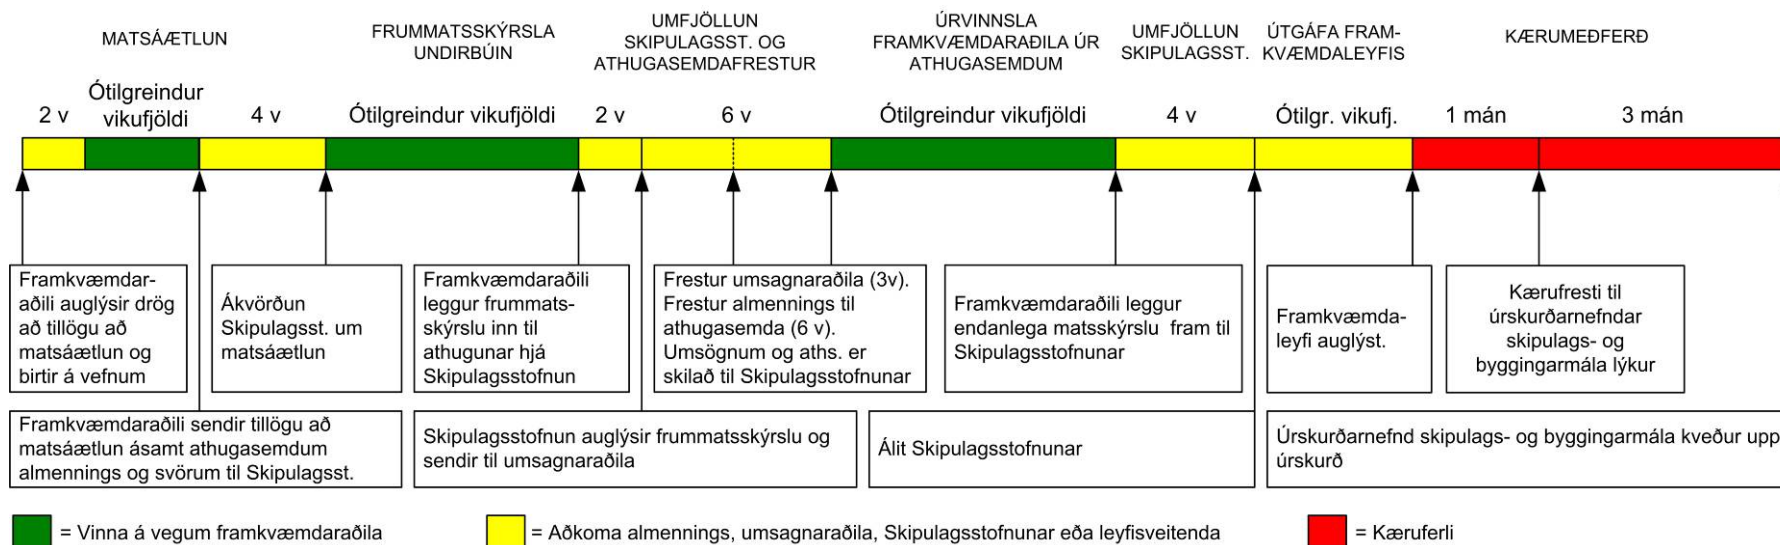 MATSÁÆTLUN
FRUMMATSSKÝRSLA
UNDIRBÚIN
UMFJÖLLUN
SKIPULAGSST. OG
ATHUGASEMDAFRESTUR
ÚRVINNSLA
FRAMKVÆMDARAÐILA ÚR
ATHUGASEMDUM
UMFJÖLLUN
SKIPULAGSST.
ÚTGÁFA FRAM-
KVÆMDALEYFIS
KÆRUMEÐFERÐ
2 v
Ótilgreindur
vikufjöldi
4 v
Ótilgreindur vikufjöldi
2 v
6 v
Ótilgreindur vikufjöldi
4 v
Ótilgr. vikufj.
1 mán
3 mán
Framkvæmdar-
aðili auglýsir drög
að tillögu að
matsáætlun og
birtir á vefnum
Ákvörðun
Skipulagsst. um
matsáætlun
Framkvæmdaraðili
leggur frummats-
skýrslu inn til
athugunar hjá
Skipulagsstofnun
Frestur umsagnaraðila (3v).
Frestur almennings til
athugasemda (6 v).
Umsögnum og aths. er
skilað til Skipulagsstofnunar
Framkvæmdaraðili leggur
endanlega matsskýrslu fram til
Skipulagsstofnunar
Framkvæmda-
leyfi auglýst.
Kærufresti til
úrskurðarnefndar
skipulags- og
byggingarmála lýkur
Framkvæmdaraðili sendir tillögu að
matsáætlun ásamt athugasemdum
almennings og svörum til Skipulagsst.
Skipulagsstofnun auglýsir frummatsskýrslu og
sendir til umsagnaraðila
Álit Skipulagsstofnunar
Úrskurðarnefnd skipulags- og byggingarmála kveður upp
úrskurð
= Vinna á vegum framkvæmdaraðila
= Aðkoma almennings, umsagnaraðila, Skipulagsstofnunar eða leyfisveitenda
= Kæruferli